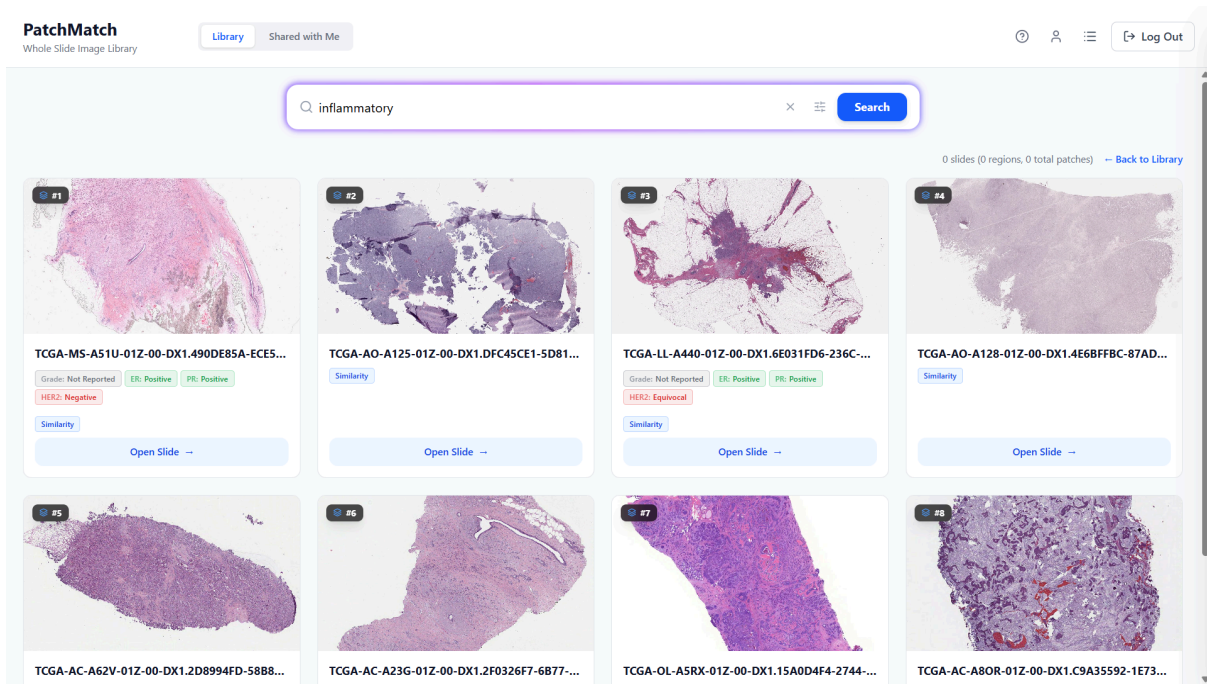 PatchMatch
Whole Slide Image Library
Library
Shared with Me
Log Out
inflammatory
Search
0 slides (0 regions, 0 total patches)
← Back to Library
#1
#2
#3
#4
TCGA-MS-A51U-01Z-00-DX1.490DE85A-ECE5...
Grade: Not Reported
ER: Positive
PR: Positive
HER2: Negative
Similarity
Open Slide →
TCGA-AO-A125-01Z-00-DX1.DFC45CE1-5D81...
Similarity
Open Slide →
TCGA-LL-A440-01Z-00-DX1.6E031FD6-236C-...
Grade: Not Reported
ER: Positive
PR: Positive
HER2: Equivocal
Similarity
Open Slide →
TCGA-AO-A128-01Z-00-DX1.4E6BFFBC-87AD...
Similarity
Open Slide →
#5
#6
#7
#8
TCGA-AC-A62V-01Z-00-DX1.2D8994FD-58B8...
TCGA-AC-A23G-01Z-00-DX1.2F0326F7-6B77-...
TCGA-OL-A5RX-01Z-00-DX1.15A0D4F4-2744-...
TCGA-AC-A8OR-01Z-00-DX1.C9A35592-1E73...